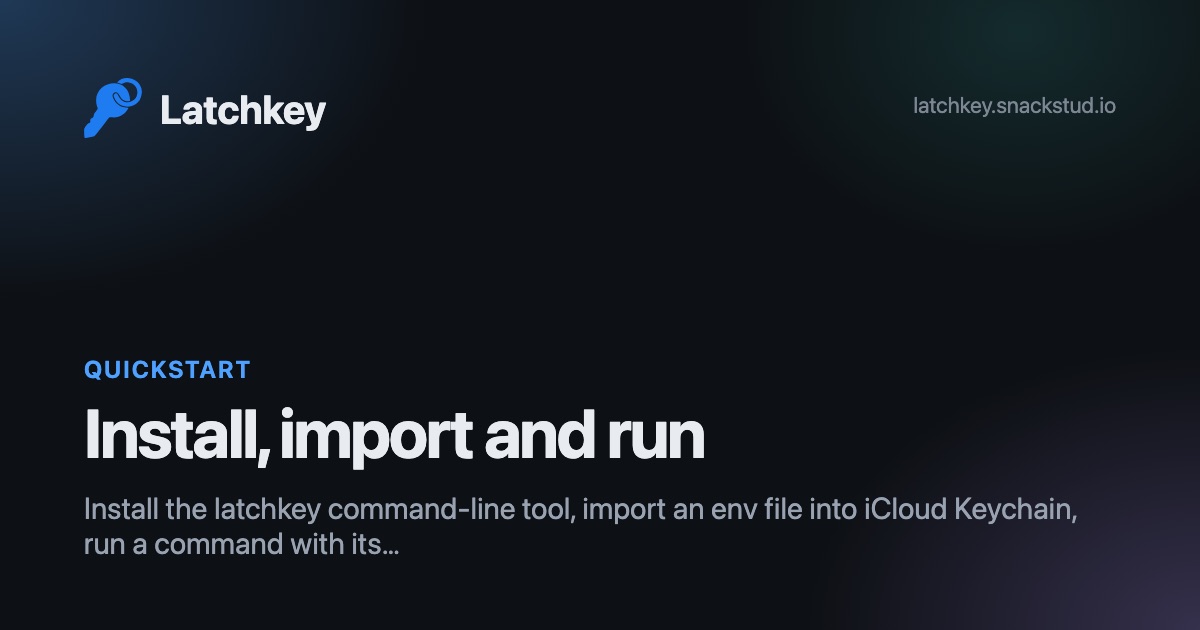 Latchkey
latchkey.snackstud.io
QUICKSTART
Install, import and run
Install the latchkey command-line tool, import an env file into iCloud Keychain,
run a command with its…